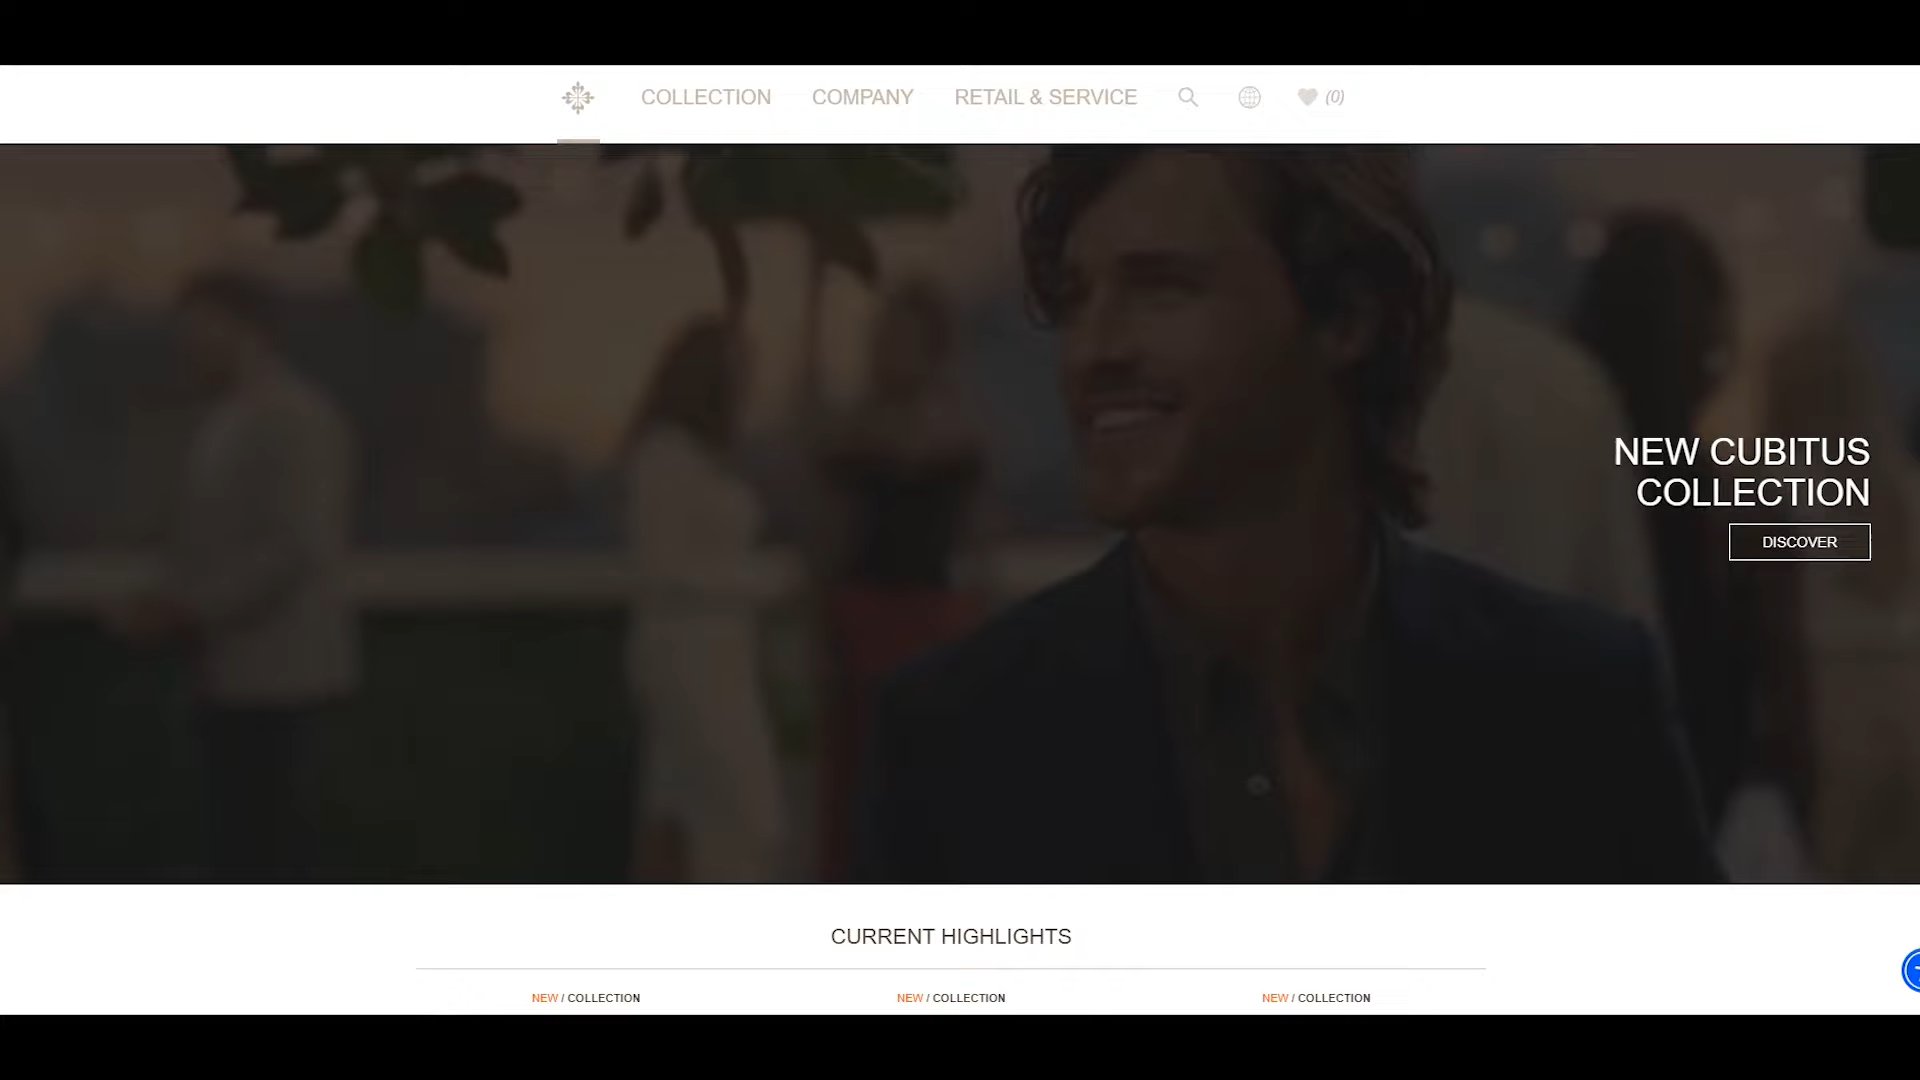 COLLECTION COMPANY RETAIL & SERVICE (0)
NEW CUBITUS
COLLECTION
DISCOVER
CURRENT HIGHLIGHTS
NEW / COLLECTION NEW / COLLECTION NEW / COLLECTION